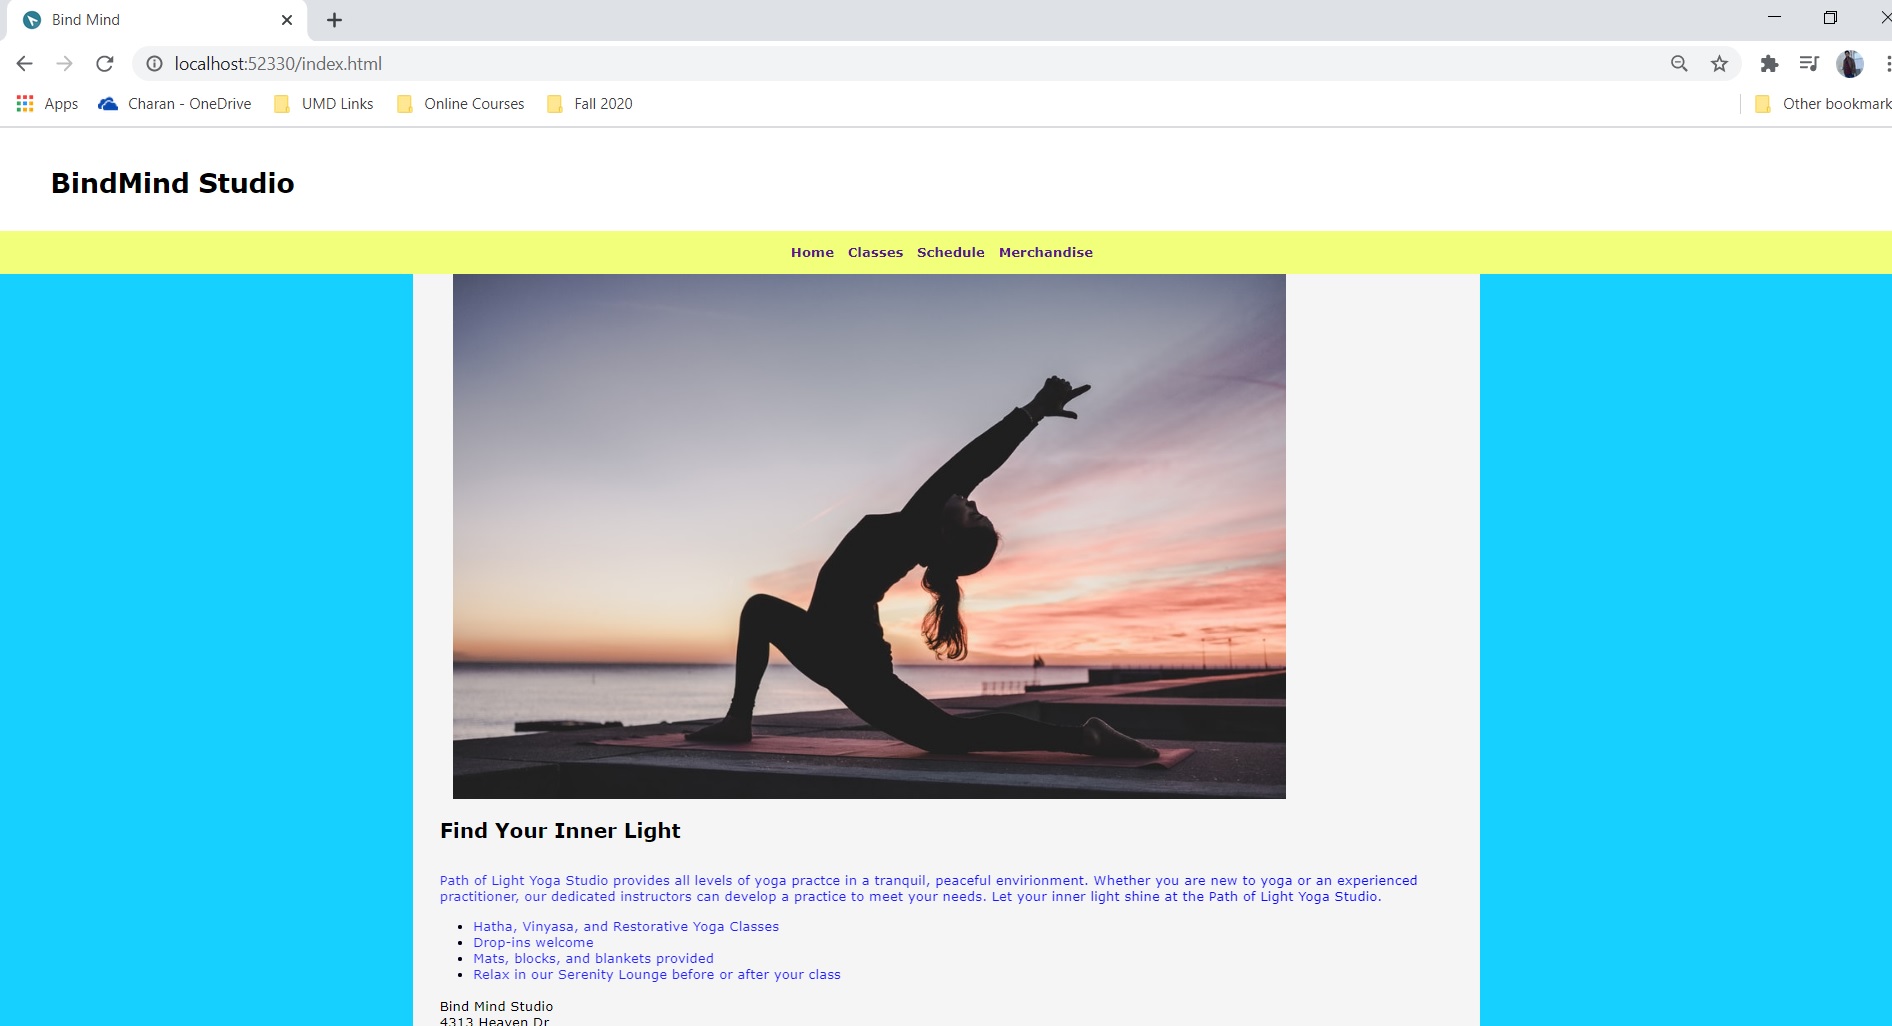 Bind Mind
localhost:52330/index.html
Apps Charan - OneDrive UMD Links Online Courses Fall 2020 Other bookmark
BindMind Studio
Home Classes Schedule Merchandise
Find Your Inner Light
Path of Light Yoga Studio provides all levels of yoga practce in a tranquil, peaceful envirionment. Whether you are new to yoga or an experienced
practitioner, our dedicated instructors can develop a practice to meet your needs. Let your inner light shine at the Path of Light Yoga Studio.
Hatha, Vinyasa, and Restorative Yoga Classes
Drop-ins welcome
Mats, blocks, and blankets provided
Relax in our Serenity Lounge before or after your class
Bind Mind Studio
4313 Heaven Dr